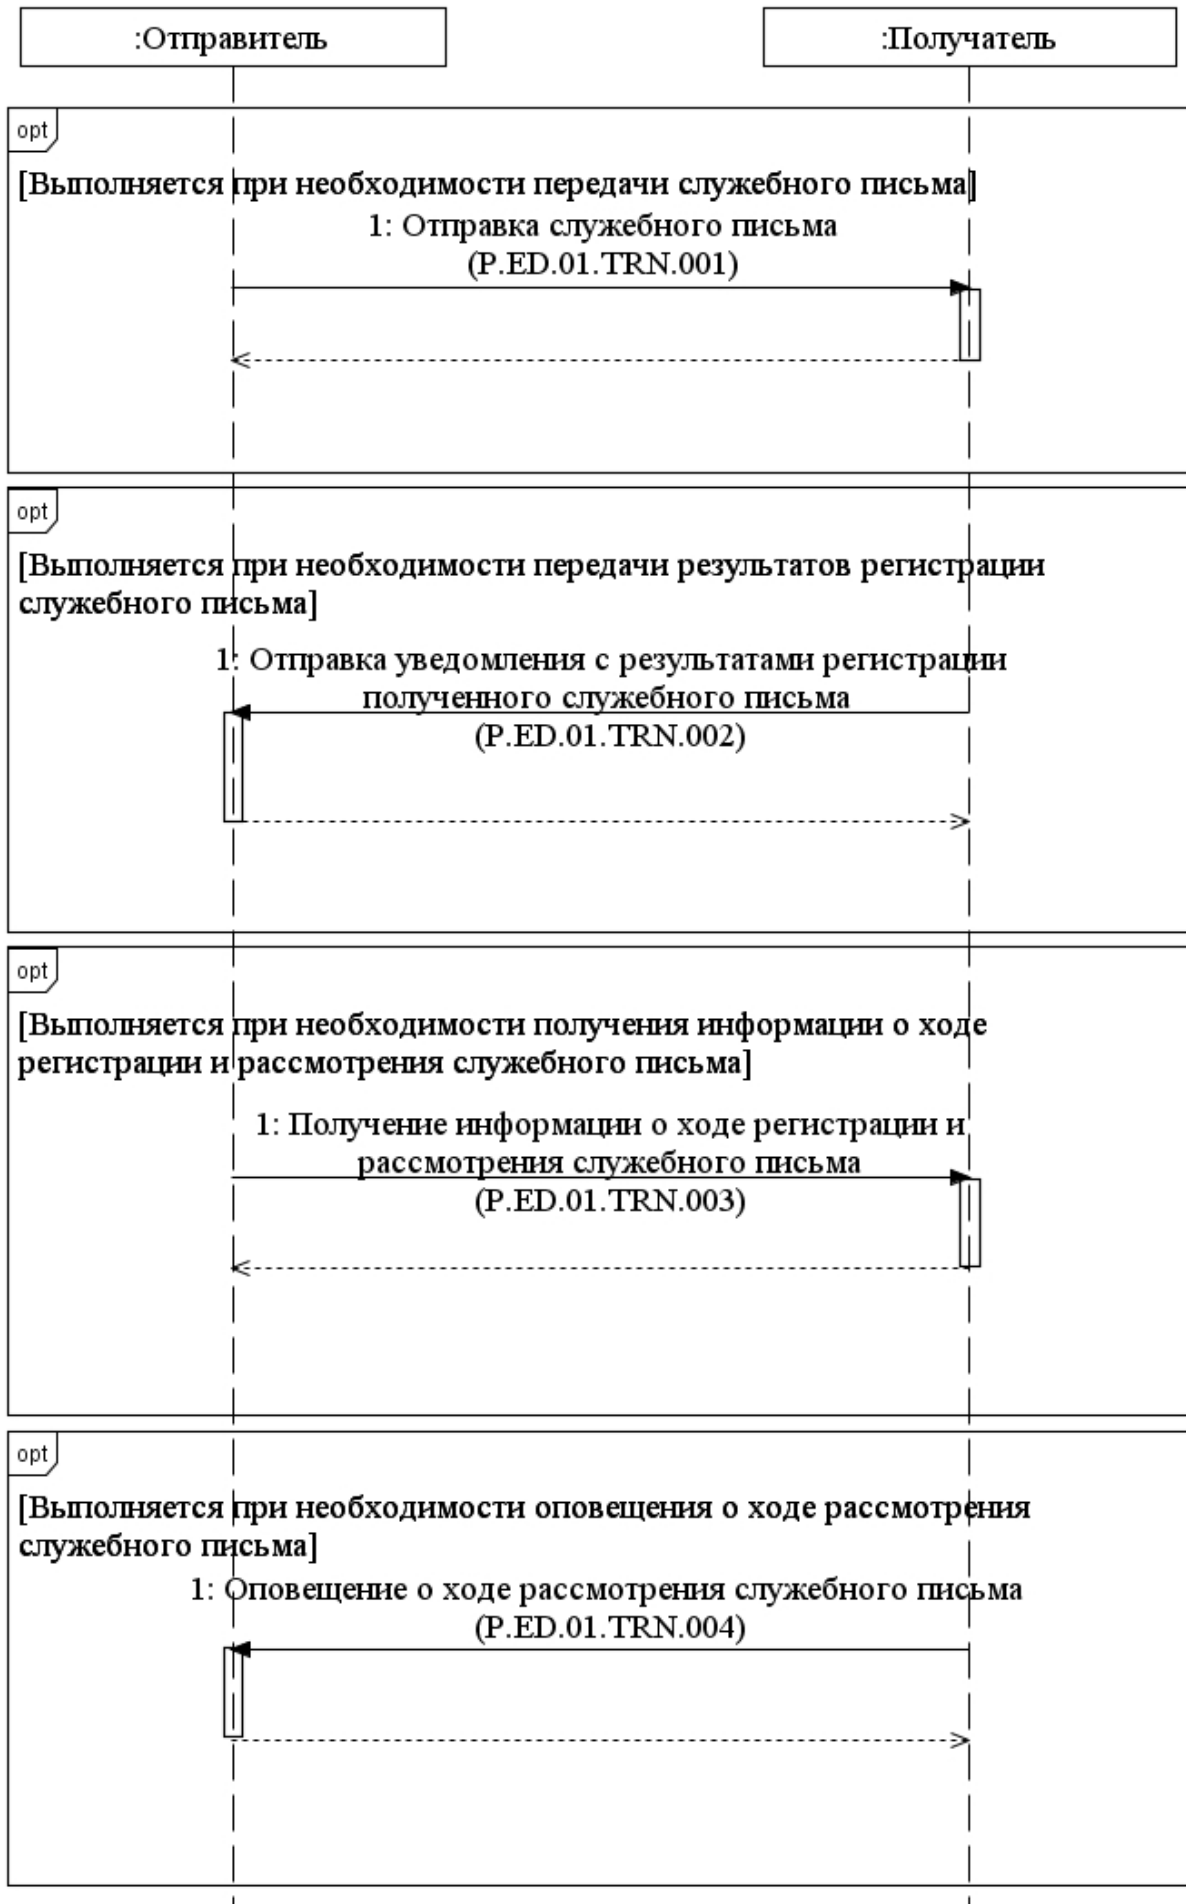 :Отправитель
:Получатель
opt
[Выполняется при необходимости передачи служебного письма]
1: Отправка служебного письма
(P.ED.01.TRN.001)
opt
[Выполняется при необходимости передачи результатов регистрации
служебного письма]
1: Отправка уведомления с результатами регистрации
полученного служебного письма
(P.ED.01.TRN.002)
opt
[Выполняется при необходимости получения информации о ходе
регистрации и рассмотрения служебного письма]
1: Получение информации о ходе регистрации и
рассмотрения служебного письма
(P.ED.01.TRN.003)
opt
[Выполняется при необходимости оповещения о ходе рассмотрения
служебного письма]
1: Оповещение о ходе рассмотрения служебного письма
(P.ED.01.TRN.004)